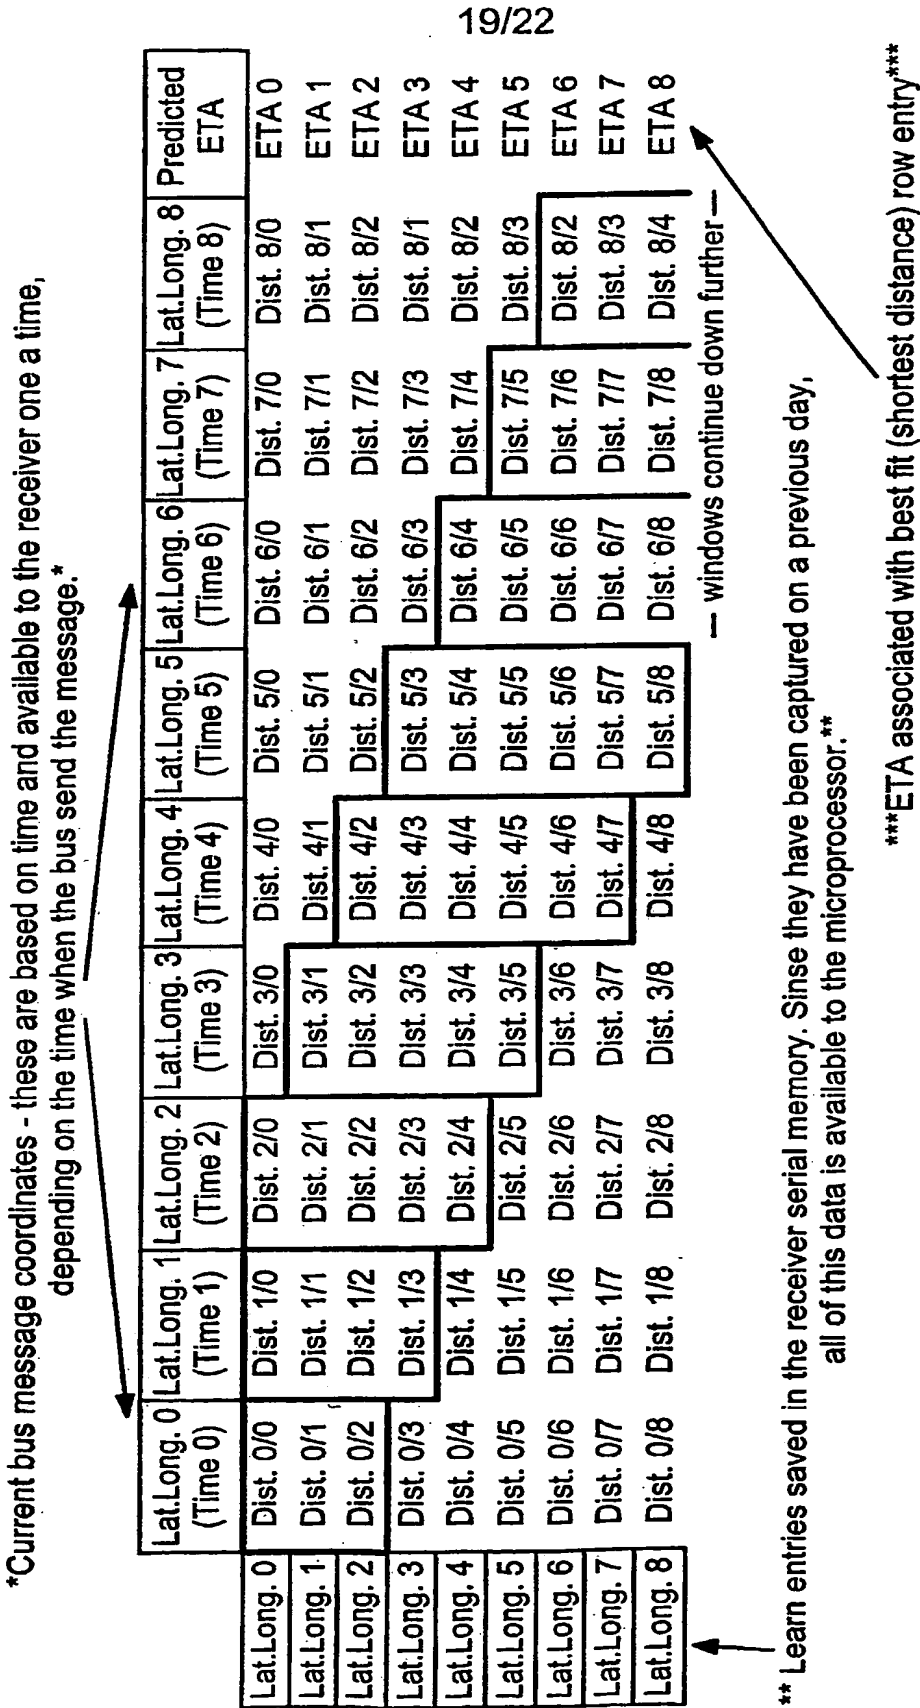 19/22
*Current bus message coordinates - these are based on time and available to the receiver one a time,
depending on the time when the bus send the message.*
Lat.Long. 0 Lat.Long. 1 Lat.Long. 2 Lat.Long. 3 Lat.Long. 4 Lat.Long. 5 Lat.Long. 6 Lat.Long. 7 Lat.Long. 8 Predicted
(Time 0) (Time 1) (Time 2) (Time 3) (Time 4) (Time 5) (Time 6) (Time 7) (Time 8) ETA
Lat.Long. 0 Dist. 0/0 Dist. 1/0 Dist. 2/0 Dist. 3/0 Dist. 4/0 Dist. 5/0 Dist. 6/0 Dist. 7/0 Dist. 8/0 ETA 0
Lat.Long. 1 Dist. 0/1 Dist. 1/1 Dist. 2/1 Dist. 3/1 Dist. 4/1 Dist. 5/1 Dist. 6/1 Dist. 7/1 Dist. 8/1 ETA 1
Lat.Long. 2 Dist. 0/2 Dist. 1/2 Dist. 2/2 Dist. 3/2 Dist. 4/2 Dist. 5/2 Dist. 6/2 Dist. 7/2 Dist. 8/2 ETA 2
Lat.Long. 3 Dist. 0/3 Dist. 1/3 Dist. 2/3 Dist. 3/3 Dist. 4/3 Dist. 5/3 Dist. 6/3 Dist. 7/3 Dist. 8/1 ETA 3
Lat.Long. 4 Dist. 0/4 Dist. 1/4 Dist. 2/4 Dist. 3/4 Dist. 4/4 Dist. 5/4 Dist. 6/4 Dist. 7/4 Dist. 8/2 ETA 4
Lat.Long. 5 Dist. 0/5 Dist. 1/5 Dist. 2/5 Dist. 3/5 Dist. 4/5 Dist. 5/5 Dist. 6/5 Dist. 7/5 Dist. 8/3 ETA 5
Lat.Long. 6 Dist. 0/6 Dist. 1/6 Dist. 2/6 Dist. 3/6 Dist. 4/6 Dist. 5/6 Dist. 6/6 Dist. 7/6 Dist. 8/2 ETA 6
Lat.Long. 7 Dist. 0/7 Dist. 1/7 Dist. 2/7 Dist. 3/7 Dist. 4/7 Dist. 5/7 Dist. 6/7 Dist. 7/7 Dist. 8/3 ETA 7
Lat.Long. 8 Dist. 0/8 Dist. 1/8 Dist. 2/8 Dist. 3/8 Dist. 4/8 Dist. 5/8 Dist. 6/8 Dist. 7/8 Dist. 8/4 ETA 8
— windows continue down further —
** Learn entries saved in the receiver serial memory. Sinse they have been captured on a previous day,
all of this data is available to the microprocessor.**
***ETA associated with best fit (shortest distance) row entry***